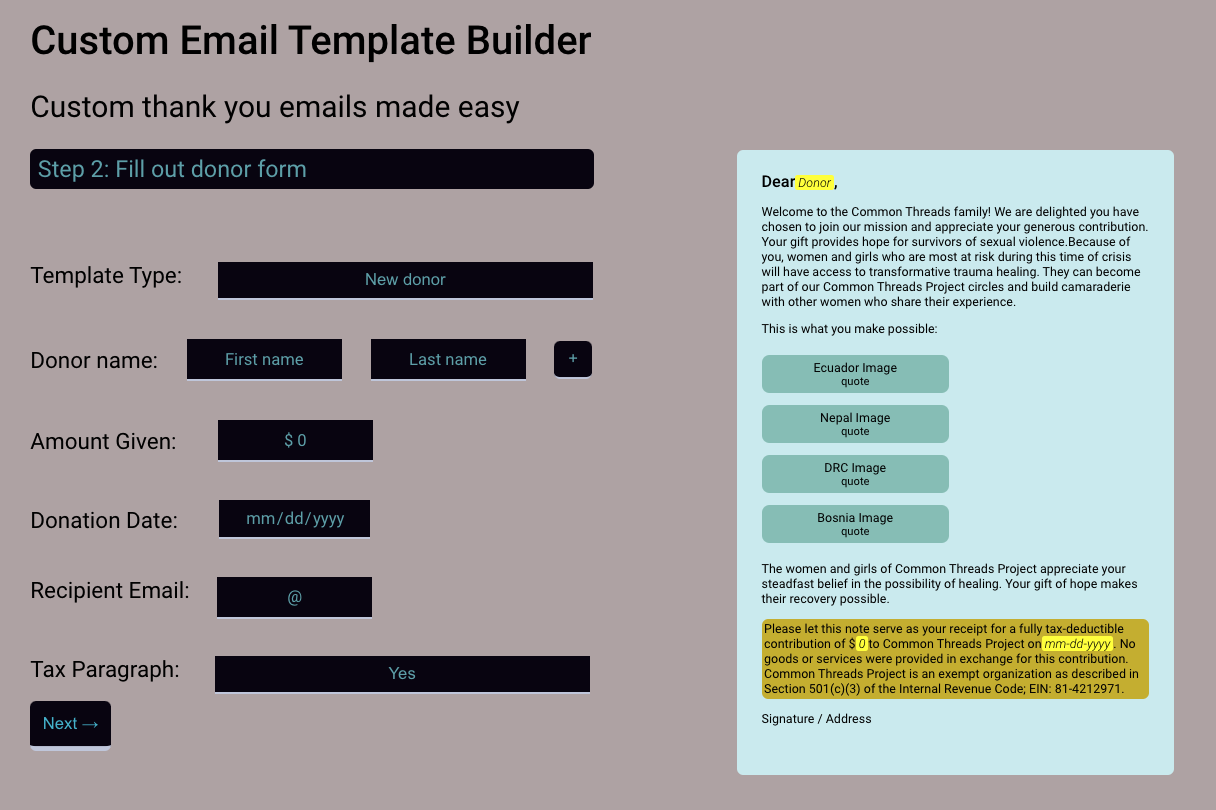 Custom Email Template Builder
Custom thank you emails made easy
Step 2: Fill out donor form
Template Type: New donor
Donor name: First name Last name +
Amount Given: $ 0
Donation Date: mm/dd/yyyy
Recipient Email: @
Tax Paragraph: Yes
Next →
Dear Donor ,
Welcome to the Common Threads family! We are delighted you have
chosen to join our mission and appreciate your generous contribution.
Your gift provides hope for survivors of sexual violence.Because of
you, women and girls who are most at risk during this time of crisis
will have access to transformative trauma healing. They can become
part of our Common Threads Project circles and build camaraderie
with other women who share their experience.
This is what you make possible:
Ecuador Image
quote
Nepal Image
quote
DRC Image
quote
Bosnia Image
quote
The women and girls of Common Threads Project appreciate your
steadfast belief in the possibility of healing. Your gift of hope makes
their recovery possible.
Please let this note serve as your receipt for a fully tax-deductible
contribution of $ 0 to Common Threads Project on mm-dd-yyyy . No
goods or services were provided in exchange for this contribution.
Common Threads Project is an exempt organization as described in
Section 501(c)(3) of the Internal Revenue Code; EIN: 81-4212971.
Signature / Address